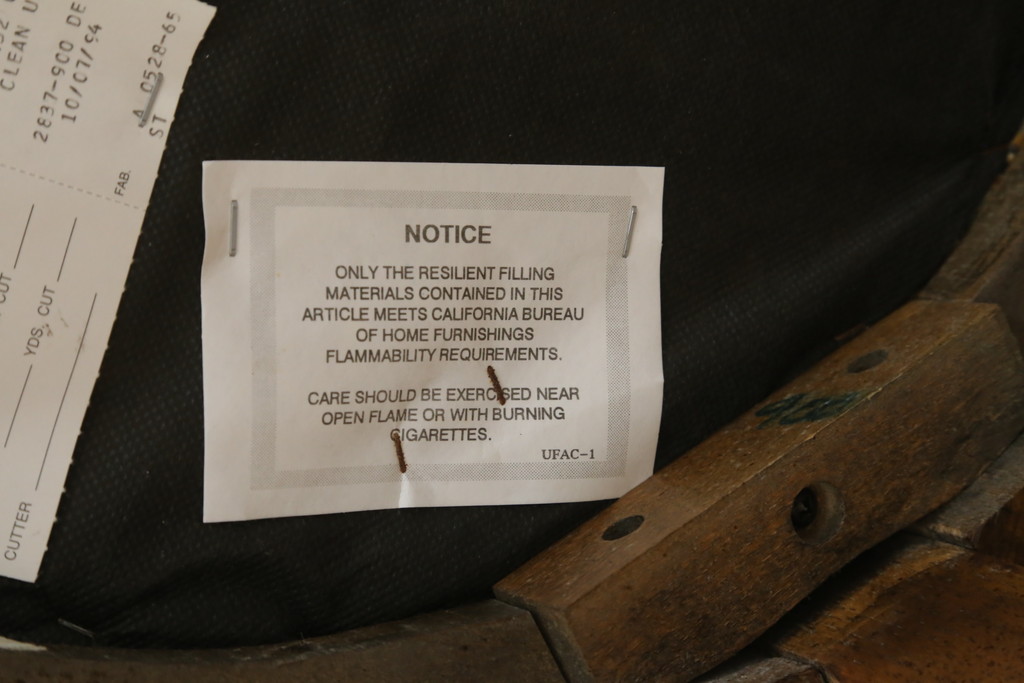 CLEAN U
2837-900 DE
10/07/94
A 0528-65
ST
FAB.
CUT
YDS. CUT
CUTTER
NOTICE
ONLY THE RESILIENT FILLING
MATERIALS CONTAINED IN THIS
ARTICLE MEETS CALIFORNIA BUREAU
OF HOME FURNISHINGS
FLAMMABILITY REQUIREMENTS.
CARE SHOULD BE EXERCISED NEAR
OPEN FLAME OR WITH BURNING
CIGARETTES.
UFAC-1